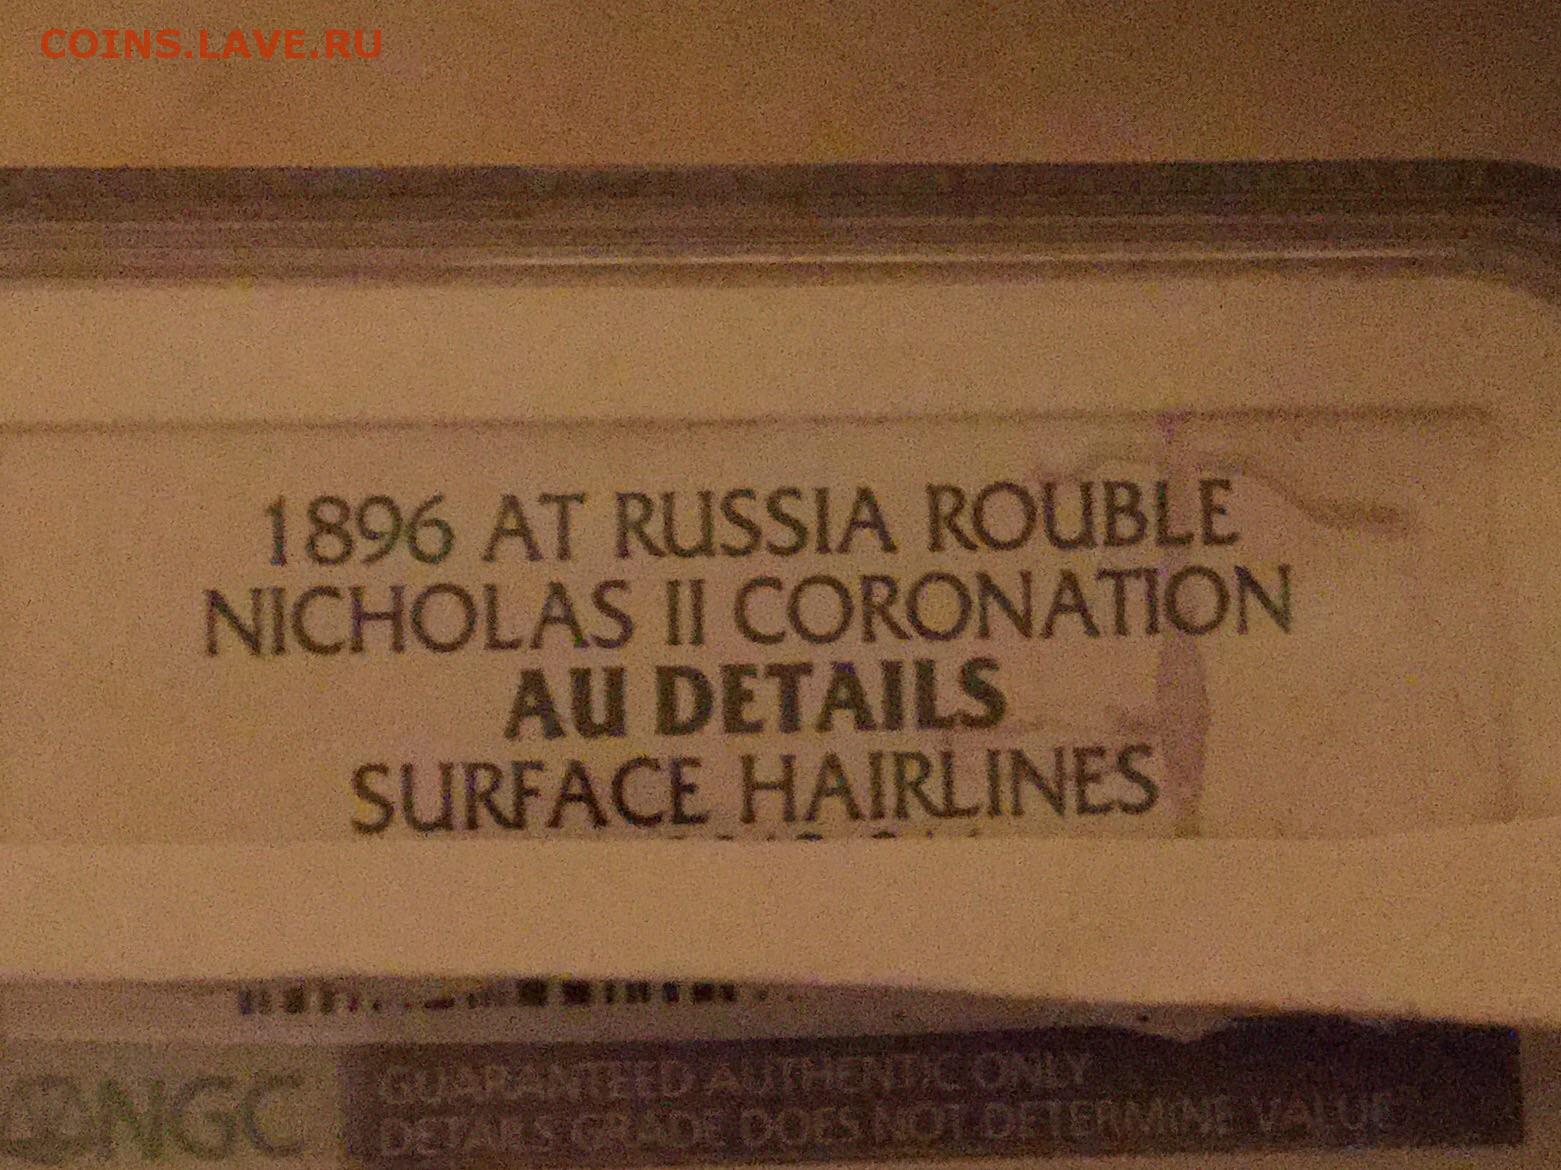 COINS.LAVE.RU
1896 AT RUSSIA ROUBLE
NICHOLAS II CORONATION
AU DETAILS
SURFACE HAIRLINES
NGC
GUARANTEED AUTHENTIC ONLY
DETAILS GRADE DOES NOT DETERMINE VALUE